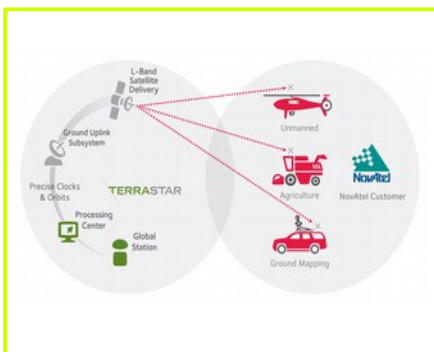 L-Band
Satellite
Delivery
Ground Uplink
Subsystem
Precise Clocks
& Orbits
TERRASTAR
Processing
Center
Global
Station
Unmanned
Agriculture
NovAtel
NovAtel Customer
Ground Mapping